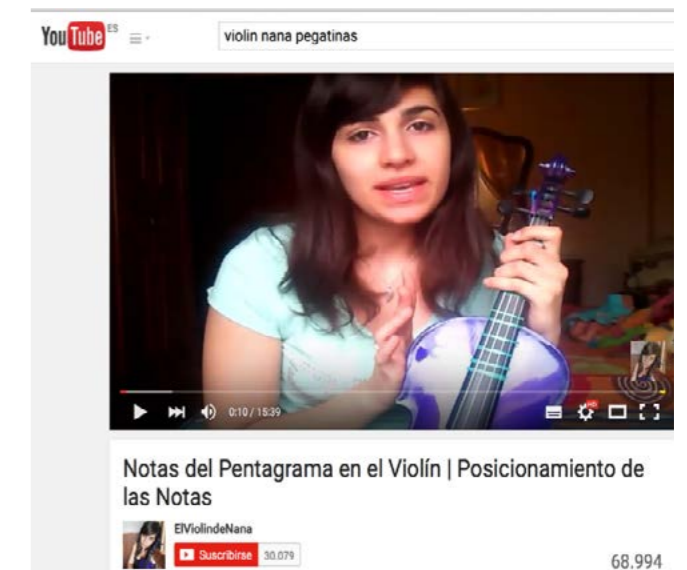 YouTube ES
violin nana pegatinas
0:10 / 15:39
Notas del Pentagrama en el Violín | Posicionamiento de
las Notas
ElViolindeNana
Suscribirse 30.079
68.994